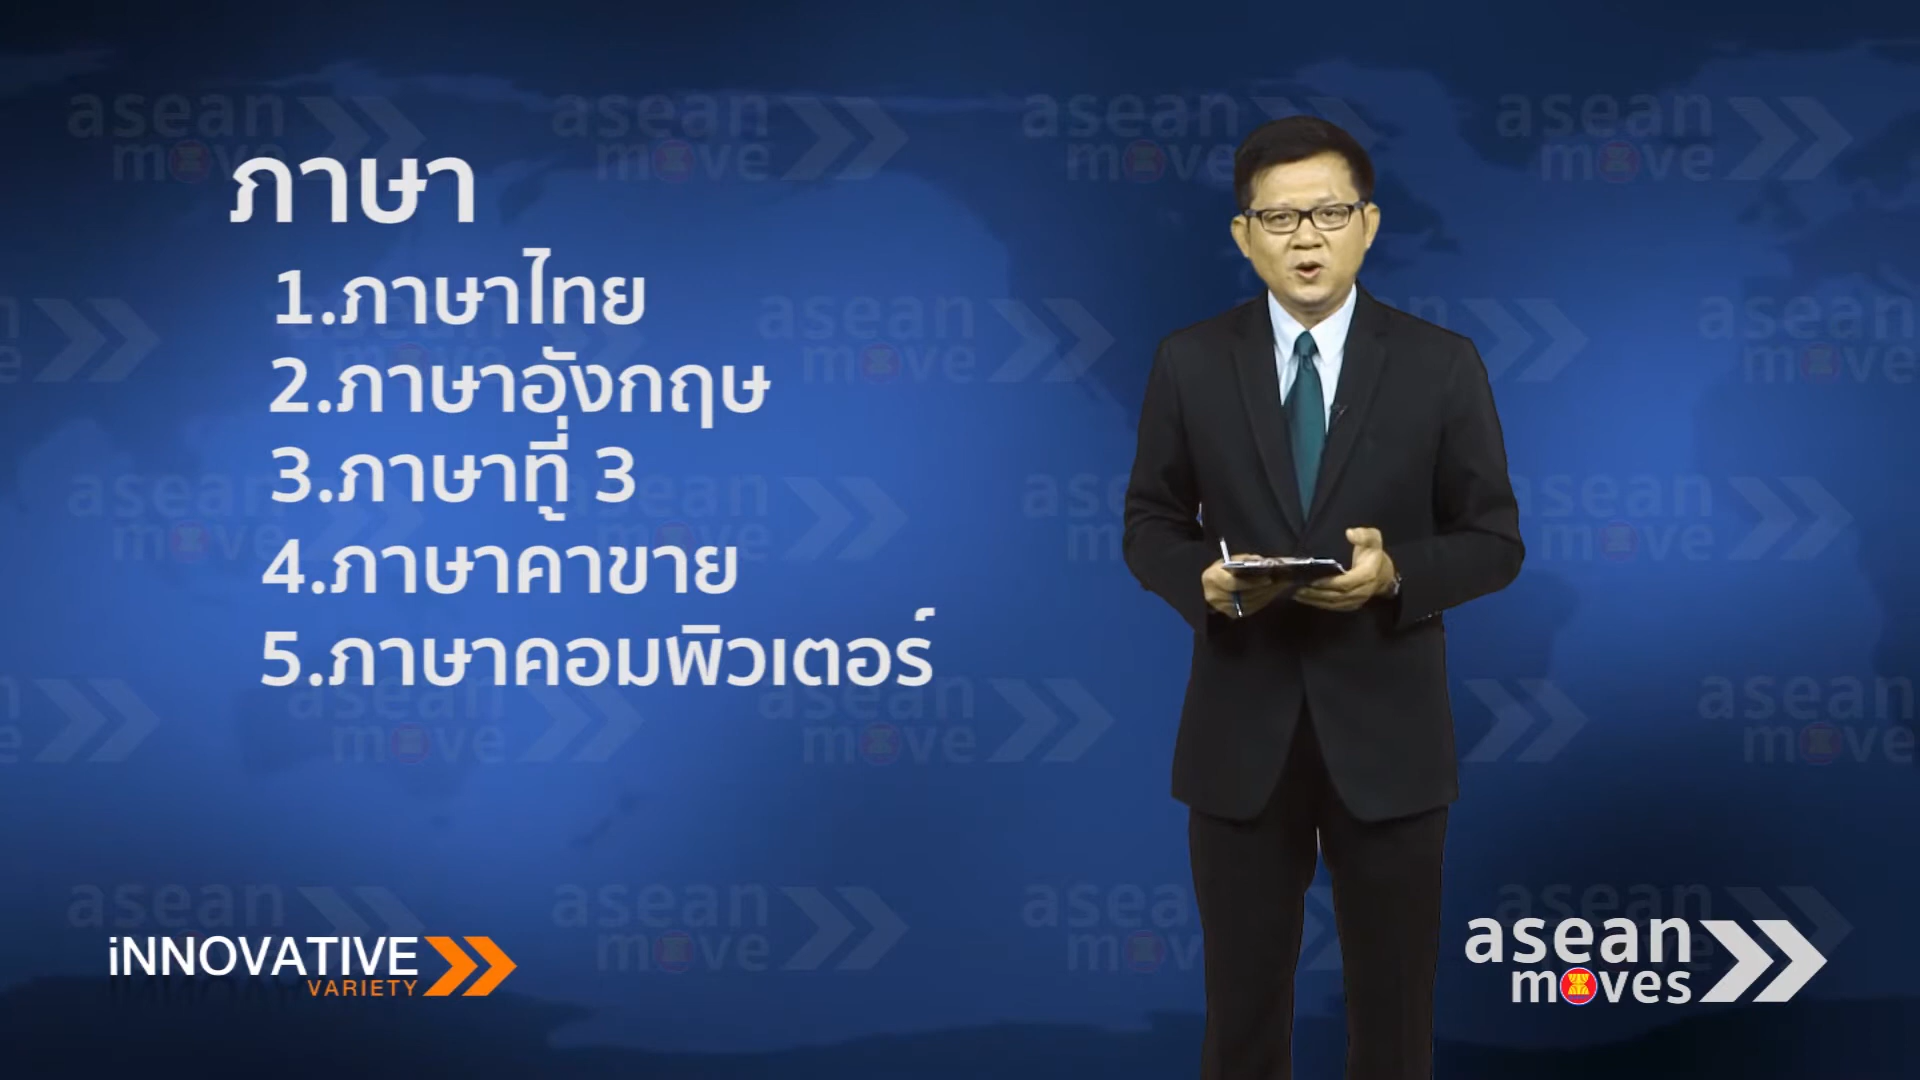 ภาษา
1.ภาษาไทย
2.ภาษาอังกฤษ
3.ภาษาที่ 3
4.ภาษาค้าขาย
5.ภาษาคอมพิวเตอร์
iNNOVATIVE
VARIETY
asean
moves